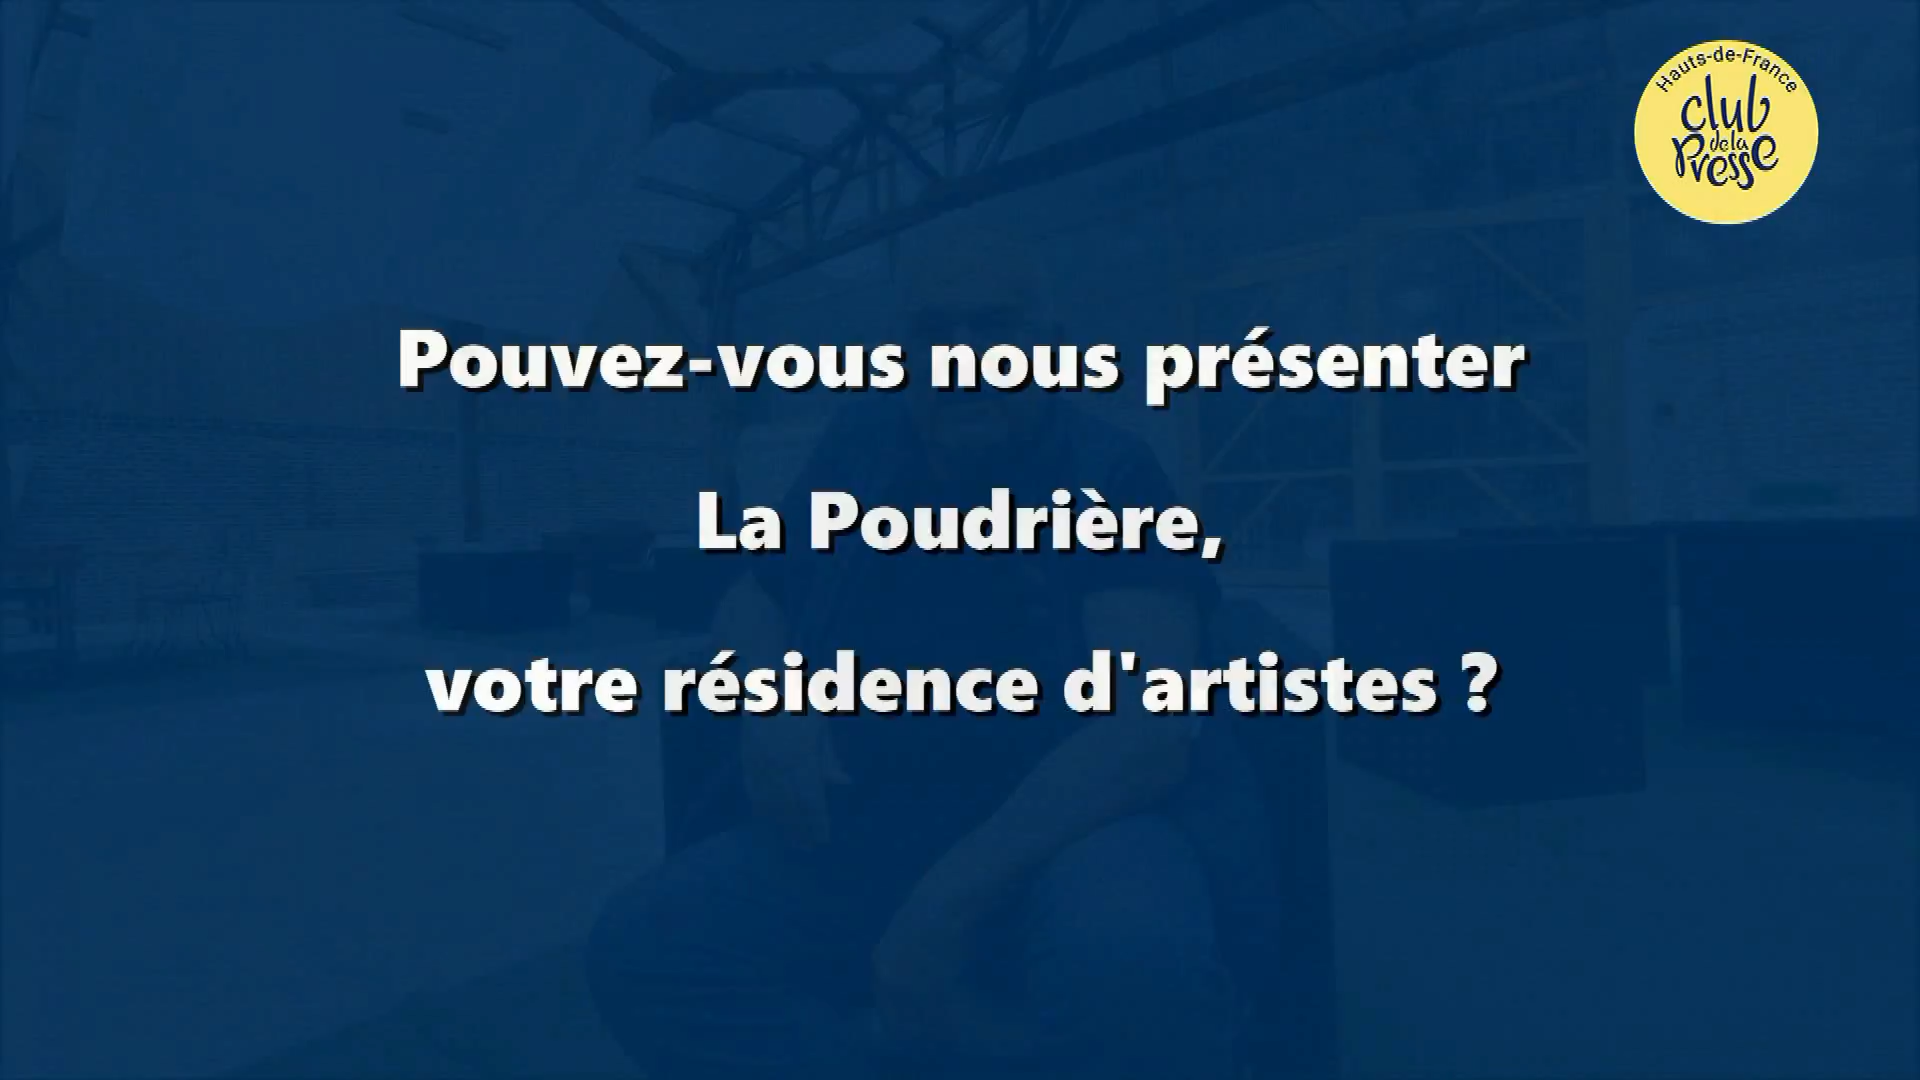 Hauts-de-France
club
de la
Presse
Pouvez-vous nous présenter
La Poudrière,
votre résidence d'artistes ?